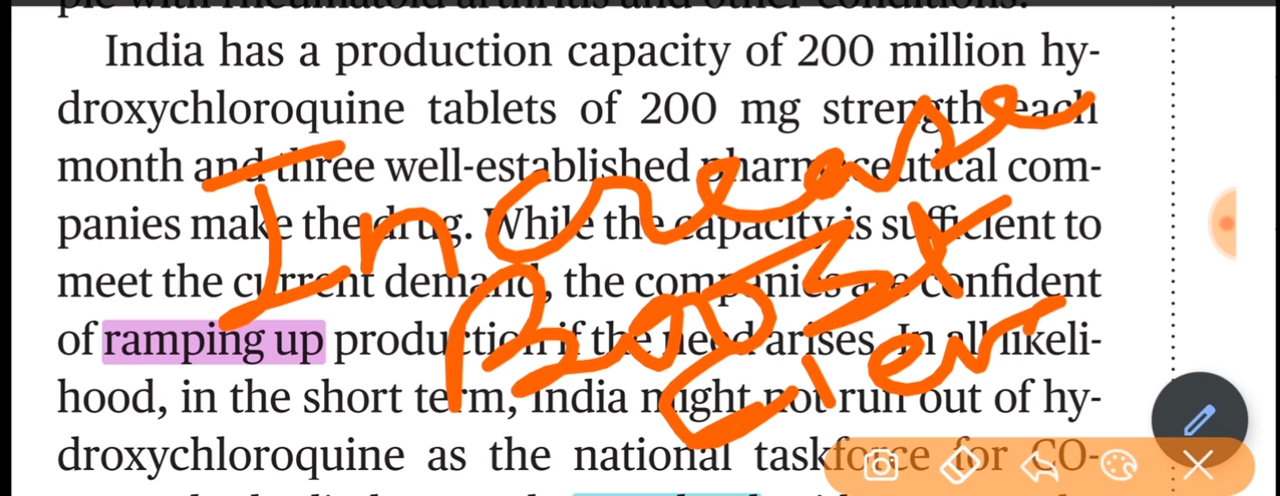 India has a production capacity of 200 million hy-
droxychloroquine tablets of 200 mg strength each
month and three well-established pharmaceutical com-
panies make the drug. While the capacity is sufficient to
meet the current demand, the companies are confident
of ramping up production if the need arises. In all likeli-
hood, in the short term, India might not run out of hy-
droxychloroquine as the national taskforce for CO-
Increase
Boost